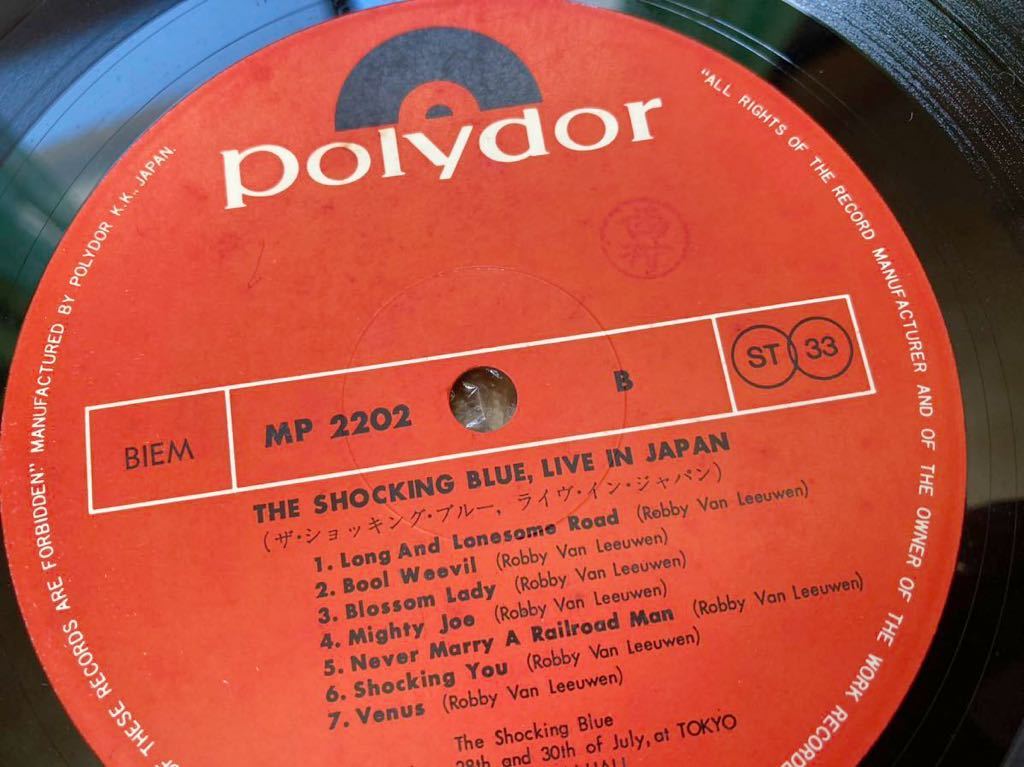 polydor
"ALL RIGHTS OF THE RECORD MANUFACTURER AND OF THE OWNER OF THE WORK RECORDE
OF THESE RECORDS ARE FORBIDDEN." MANUFACTURED BY POLYDOR K.K., JAPAN.
BIEM
MP 2202
B
ST 33
THE SHOCKING BLUE, LIVE IN JAPAN
(ザ・ショッキング・ブルー, ライヴ・イン・ジャパン)
1. Long And Lonesome Road (Robby Van Leeuwen)
2. Bool Weevil (Robby Van Leeuwen)
3. Blossom Lady (Robby Van Leeuwen)
4. Mighty Joe (Robby Van Leeuwen)
5. Never Marry A Railroad Man (Robby Van Leeuwen)
6. Shocking You (Robby Van Leeuwen)
7. Venus (Robby Van Leeuwen)
The Shocking Blue
and 30th of July, at TOKYO